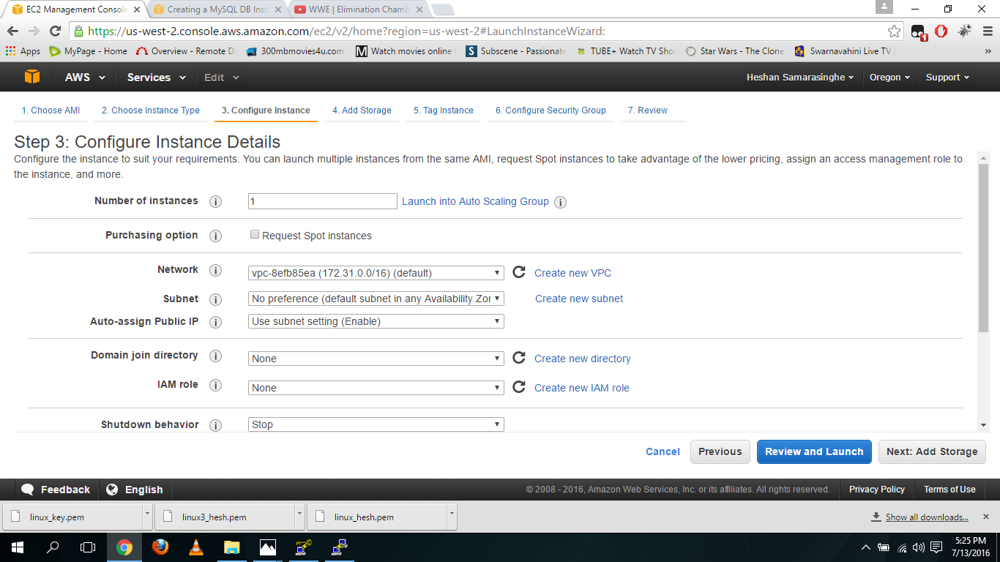 EC2 Management Console
Creating a MySQL DB Inst
WWE | Elimination Chamb
https://us-west-2.console.aws.amazon.com/ec2/v2/home?region=us-west-2#LaunchInstanceWizard:
1
Apps
MyPage - Home
Overview - Remote D
300mbmovies4u.com
Watch movies online
Subscene - Passionate
TUBE+ Watch TV Sho
Star Wars - The Clone
Swarnavahini Live TV
»
AWS
Services
Edit
Heshan Samarasinghe
Oregon
Support
1. Choose AMI
2. Choose Instance Type
3. Configure Instance
4. Add Storage
5. Tag Instance
6. Configure Security Group
7. Review
Step 3: Configure Instance Details
Configure the instance to suit your requirements. You can launch multiple instances from the same AMI, request Spot instances to take advantage of the lower pricing, assign an access management role to
the instance, and more.
Number of instances
1
Launch into Auto Scaling Group
Purchasing option
Request Spot instances
Network
vpc-8efb85ea (172.31.0.0/16) (default)
Create new VPC
Subnet
No preference (default subnet in any Availability Zon
Create new subnet
Auto-assign Public IP
Use subnet setting (Enable)
Domain join directory
None
Create new directory
IAM role
None
Create new IAM role
Shutdown behavior
Stop
Cancel
Previous
Review and Launch
Next: Add Storage
Feedback
English
© 2008 - 2016, Amazon Web Services, Inc. or its affiliates. All rights reserved.
Privacy Policy
Terms of Use
linux_key.pem
linux3_hesh.pem
linux_hesh.pem
Show all downloads...
5:25 PM
7/13/2016